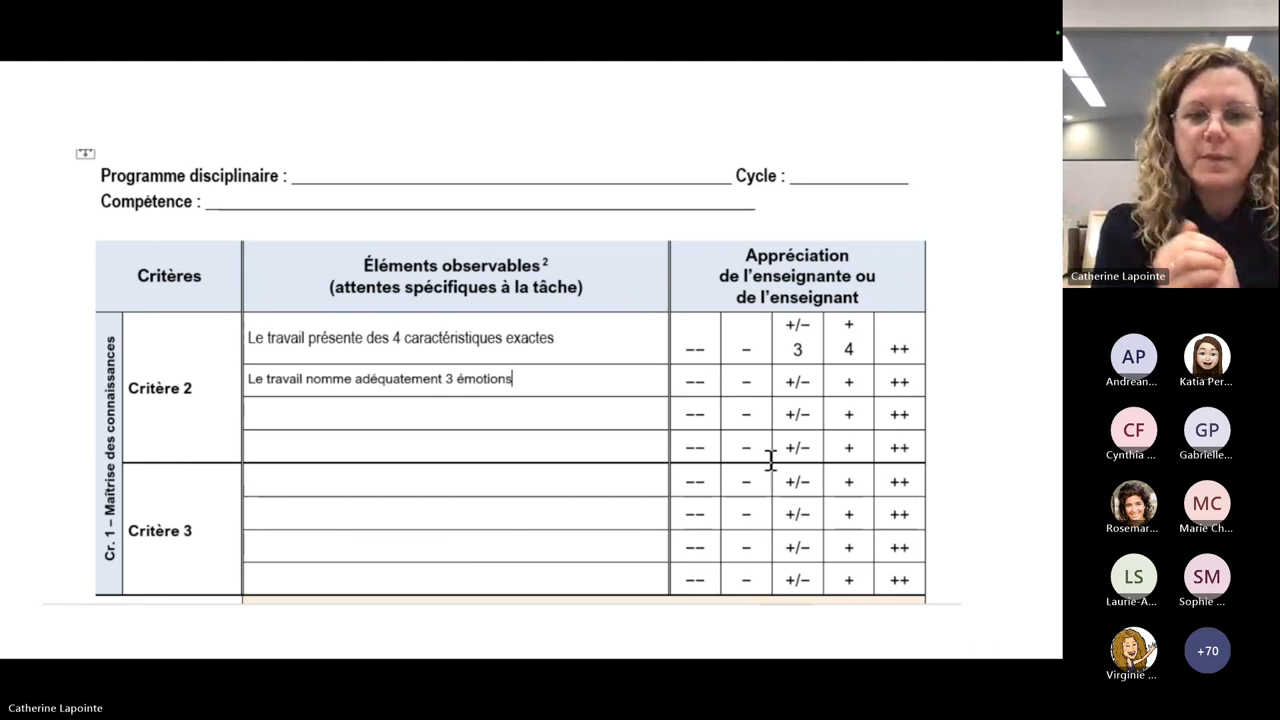 Programme disciplinaire : Cycle :
Compétence :
Critères
Éléments observables 2
(attentes spécifiques à la tâche)
Appréciation
de l'enseignante ou
de l'enseignant
Cr. 1 – Maîtrise des connaissances
Critère 2
Le travail présente des 4 caractéristiques exactes
+/– +
–– – 3 4 ++
Le travail nomme adéquatement 3 émotions
–– – +/– + ++
–– – +/– + ++
–– – +/– + ++
Critère 3
–– – +/– + ++
–– – +/– + ++
–– – +/– + ++
–– – +/– + ++
Catherine Lapointe
AP
Andrean...
Katia Per...
CF
Cynthia ...
GP
Gabrielle...
Rosemar...
MC
Marie Ch...
LS
Laurie-A...
SM
Sophie ...
Virginie ...
+70
Catherine Lapointe